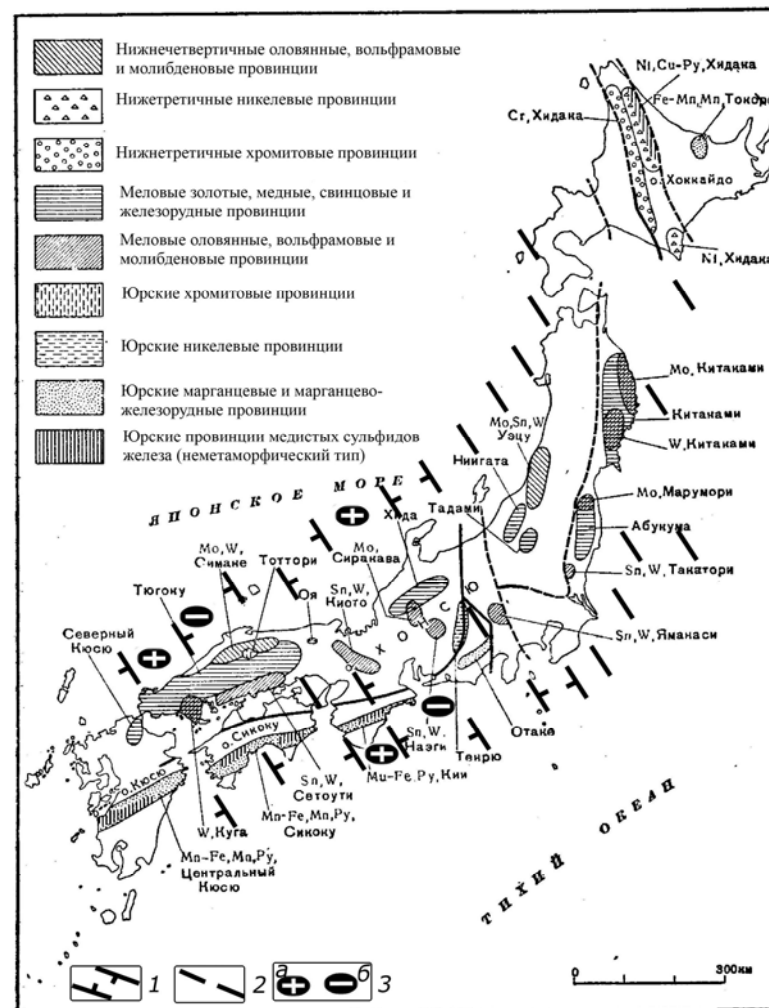 Нижнечетвертичные оловянные, вольфрамовые
и молибденовые провинции
Нижетретичные никелевые провинции
Нижнетретичные хромитовые провинции
Меловые золотые, медные, свинцовые и
железорудные провинции
Меловые оловянные, вольфрамовые и
молибденовые провинции
Юрские хромитовые провинции
Юрские никелевые провинции
Юрские марганцевые и марганцево-
железорудные провинции
Юрские провинции медистых сульфидов
железа (неметаморфический тип)
Ni, Cu-Py, Хидака
Fe-Mn, Mn, Токоро
Cr, Хидака
о. Хоккайдо
Ni, Хидака
Mo, Китаками
Китаками
W, Китаками
Mo, Sn, W
Уэцу
Ниигата
Тадами
Mo, Марумори
Абукума
Sn, W, Такатори
Sn, W, Яманаси
ЯПОНСКОЕ МОРЕ
Хида
Mo,
Сиракава
Mo, W,
Симане
Тоттори
Оя
Sn, W,
Киото
Тюгоку
Северный
Кюсю
ХОСЮ
Отаке
Sn, W,
Наэги
Тенрю
Mu-Fe, Py, Кии
о. Сикоку
о. Кюсю
Sn, W,
Сетоути
Mn-Fe, Mn, Py,
Сикоку
W, Куга
Mn-Fe, Mn, Py,
Центральный
Кюсю
ТИХИЙ ОКЕАН
1
2
а
б
3
0
300км